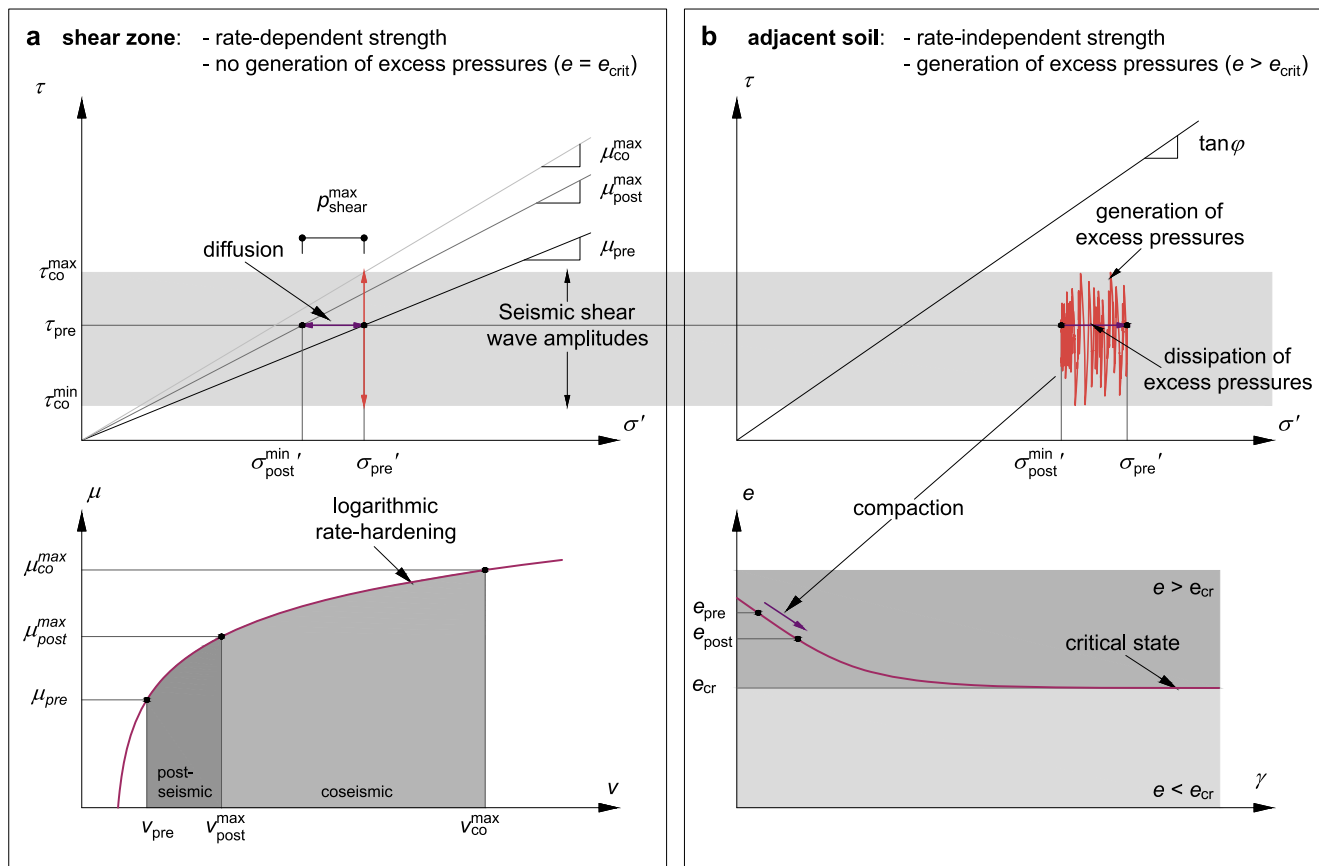 a shear zone: - rate-dependent strength
- no generation of excess pressures (e = e_crit)
τ
μ_co^max
μ_post^max
p_shear^max
diffusion
μ_pre
τ_co^max
τ_pre
τ_co^min
Seismic shear
wave amplitudes
σ′
σ_post^min′
σ_pre′
μ
logarithmic
rate-hardening
μ_co^max
μ_post^max
μ_pre
post-
seismic
coseismic
v
v_pre
v_post^max
v_co^max
b adjacent soil: - rate-independent strength
- generation of excess pressures (e > e_crit)
τ
tanφ
generation of
excess pressures
dissipation of
excess pressures
σ′
σ_post^min′
σ_pre′
e
compaction
e > e_cr
e_pre
e_post
critical state
e_cr
γ
e < e_cr